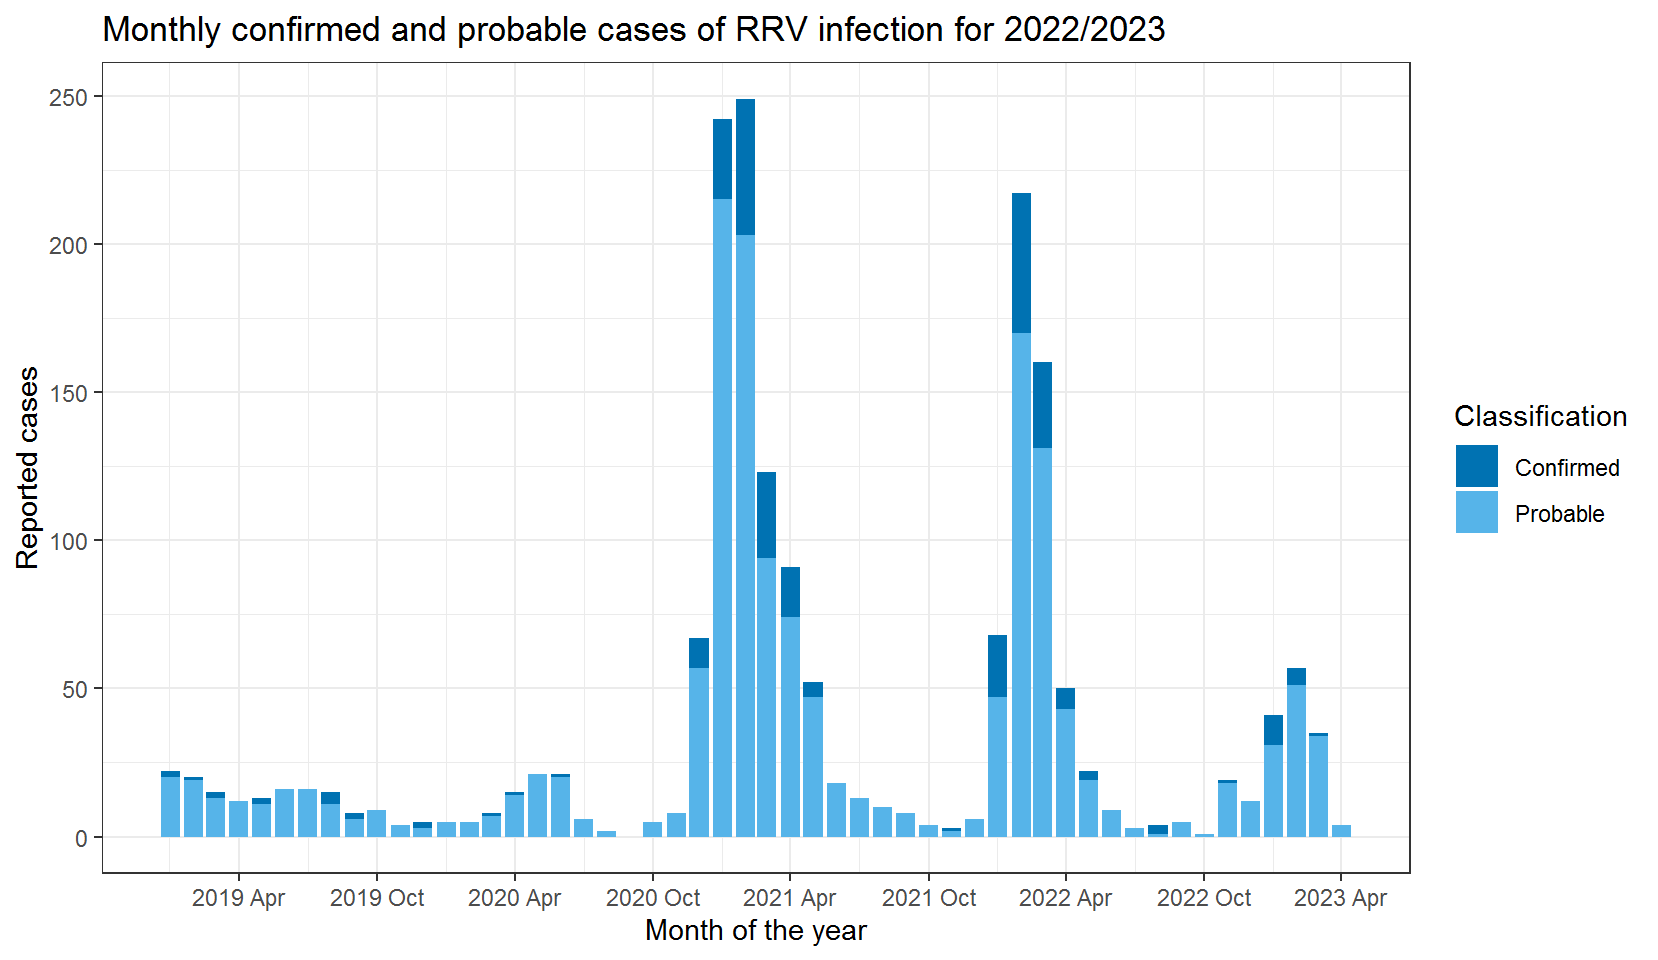 Monthly confirmed and probable cases of RRV infection for 2022/2023
Reported cases
250
200
150
100
50
0
2019 Apr 2019 Oct 2020 Apr 2020 Oct 2021 Apr 2021 Oct 2022 Apr 2022 Oct 2023 Apr
Month of the year
Classification
Confirmed
Probable